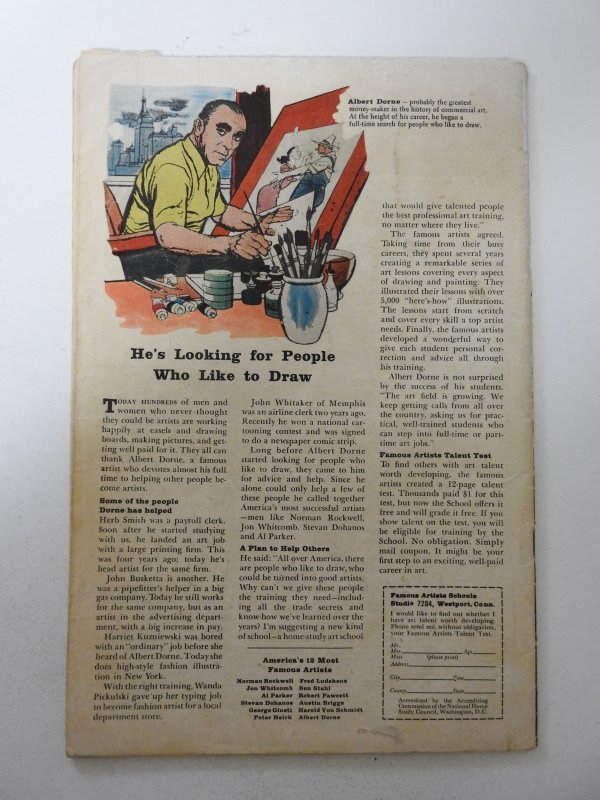 Albert Dorne – probably the greatest
money-maker in the history of commercial art.
At the height of his career, he began a
full-time search for people who like to draw.
He's Looking for People
Who Like to Draw
TODAY HUNDREDS of men and
women who never thought
they could be artists are working
happily at easels and drawing
boards, making pictures, and get-
ting well paid for it. They all can
thank Albert Dorne, a famous
artist who devotes almost his full
time to helping other people be-
come artists.
Some of the people
Dorne has helped
Herb Smith was a payroll clerk.
Soon after he started studying
with us, he landed an art job
with a large printing firm. This
was four years ago; today he's
head artist for the same firm.
John Busketta is another. He
was a pipefitter's helper in a big
gas company. Today he still works
for the same company, but as an
artist in the advertising depart-
ment, with a big increase in pay.
Harriet Kuzniewski was bored
with an "ordinary" job before she
heard of Albert Dorne. Today she
does high-style fashion illustra-
tion in New York.
With the right training, Wanda
Pickulski gave up her typing job
to become fashion artist for a local
department store.
John Whitaker of Memphis
was an airline clerk two years ago.
Recently he won a national car-
tooning contest and was signed
to do a newspaper comic strip.
Long before Albert Dorne
started looking for people who
like to draw, they came to him
for advice and help. Since he
alone could only help a few of
these people he called together
America's most successful artists
—men like Norman Rockwell,
Jon Whitcomb, Stevan Dohanos
and Al Parker.
A Plan to Help Others
He said: "All over America, there
are people who like to draw, who
could be turned into good artists.
Why can't we give these people
the training they need—includ-
ing all the trade secrets and
know-how we've learned over the
years? I'm suggesting a new kind
of school—a home-study art school
America's 12 Most
Famous Artists
Norman Rockwell Fred Ludekens
Jon Whitcomb Ben Stahl
Al Parker Robert Fawcett
Stevan Dohanos Austin Briggs
George Giusti Harold Von Schmidt
Peter Helck Albert Dorne
that would give talented people
the best professional art training,
no matter where they live."
The famous artists agreed.
Taking time from their busy
careers, they spent several years
creating a remarkable series of
art lessons covering every aspect
of drawing and painting. They
illustrated their lessons with over
5,000 "here's-how" illustrations.
The lessons start from scratch
and cover every skill a top artist
needs. Finally, the famous artists
developed a wonderful way to
give each student personal cor-
rection and advice all through
his training.
Albert Dorne is not surprised
by the success of his students.
"The art field is growing. We
keep getting calls from all over
the country, asking us for prac-
tical, well-trained students who
can step into full-time or part-
time art jobs."
Famous Artists Talent Test
To find others with art talent
worth developing, the famous
artists created a 12-page talent
test. Thousands paid $1 for this
test, but now the School offers it
free and will grade it free. If you
show talent on the test, you will
be eligible for training by the
School. No obligation. Simply
mail coupon. It might be your
first step to an exciting, well-paid
career in art.
Famous Artists Schools
Studio 7284, Westport, Conn.
I would like to find out whether I
have art talent worth developing.
Please send me, without obligation,
your Famous Artists Talent Test.
Mr.
Mrs. Age
Miss (please print)
Address
City Zone
County State
Accredited by the Accrediting
Commission of the National Home
Study Council, Washington, D.C.